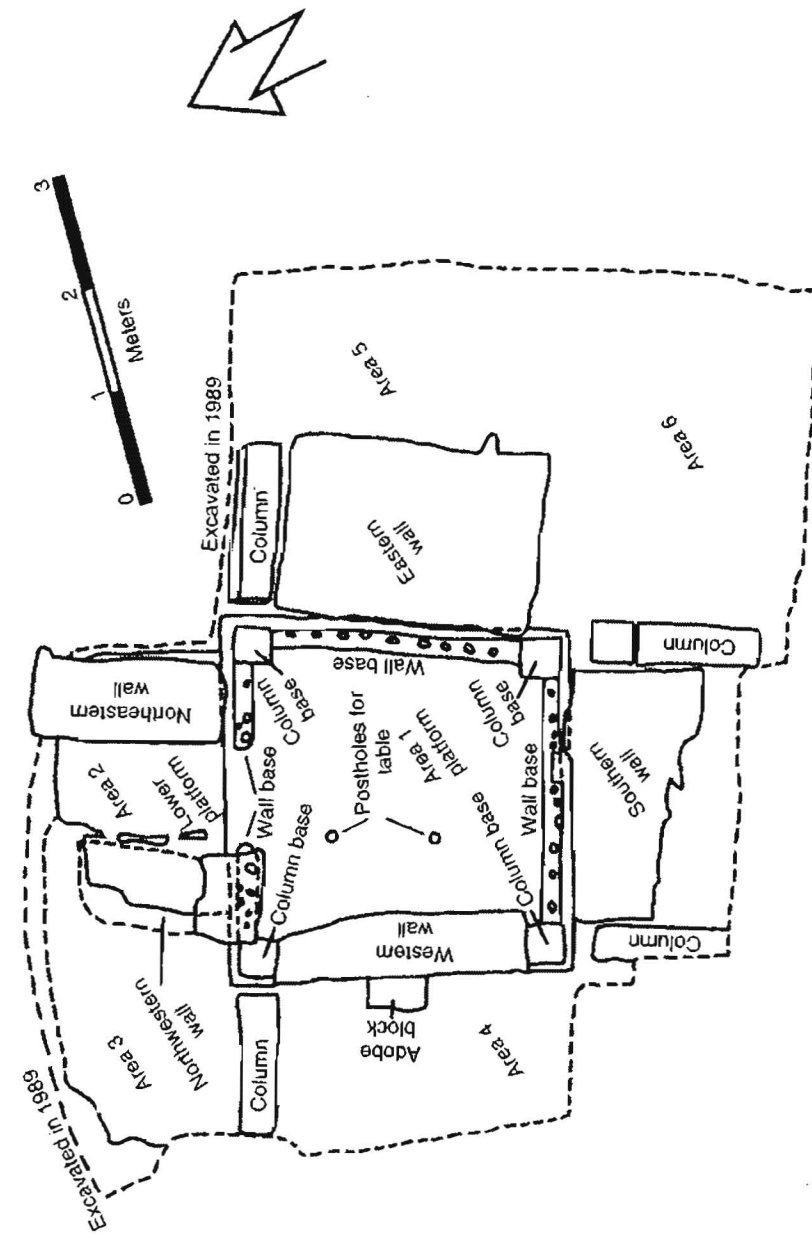 3
2
1
0
Meters
Excavated in 1989
Area 5
Area 6
Column
Eastern
wall
Northeastern
wall
Area 2
Lower
platform
Wall base
Column
base
Wall base
Column
base
Postholes for
table
Area 1
platform
Column base
Column base
Wall base
Column
Southern
wall
Column
Western
wall
Adobe
block
Area 4
Northwestern
wall
Area 3
Column
Excavated in 1989